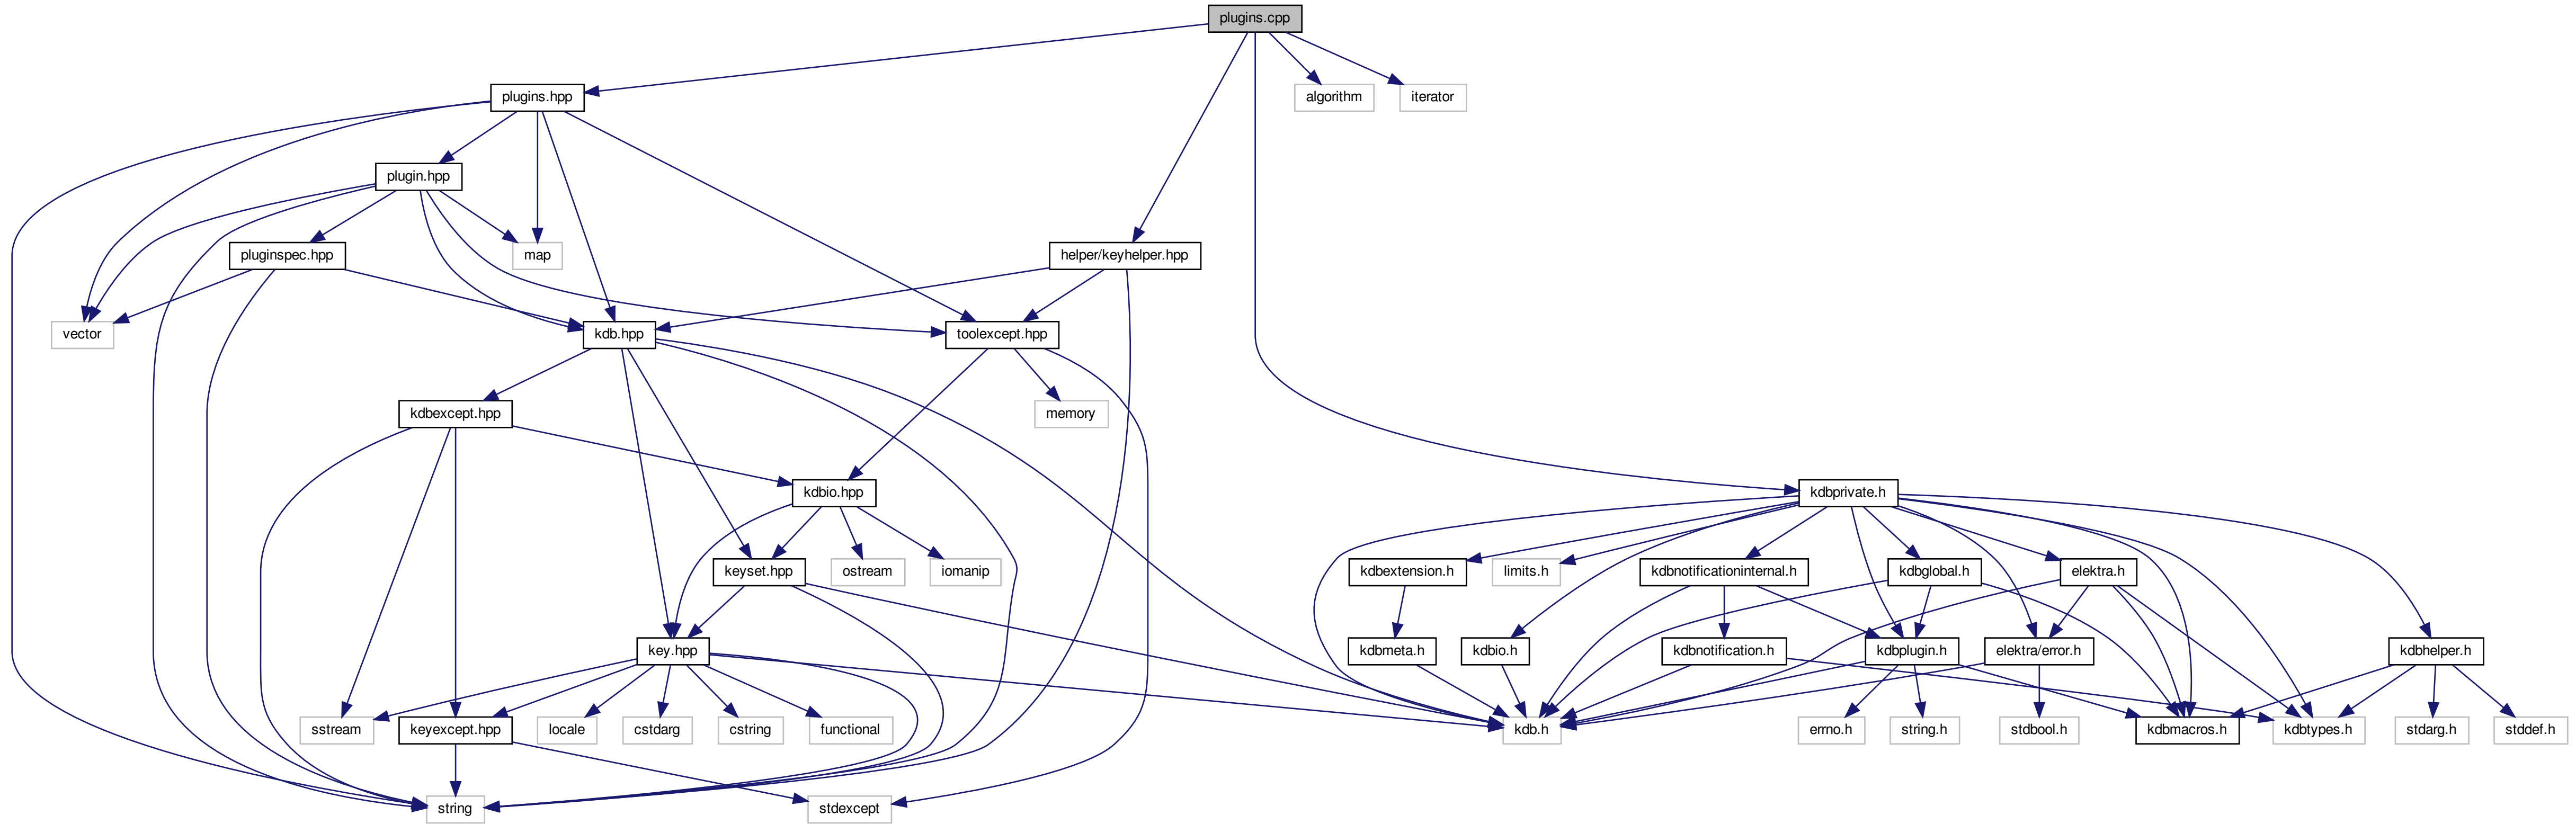 plugins.cpp
plugins.hpp
algorithm
iterator
plugin.hpp
pluginspec.hpp
map
helper/keyhelper.hpp
vector
kdb.hpp
toolexcept.hpp
kdbexcept.hpp
memory
kdbio.hpp
kdbprivate.h
keyset.hpp
ostream
iomanip
kdbextension.h
limits.h
kdbnotificationinternal.h
kdbglobal.h
elektra.h
key.hpp
kdbmeta.h
kdbio.h
kdbnotification.h
kdbplugin.h
elektra/error.h
kdbhelper.h
sstream
keyexcept.hpp
locale
cstdarg
cstring
functional
kdb.h
errno.h
string.h
stdbool.h
kdbmacros.h
kdbtypes.h
stdarg.h
stddef.h
string
stdexcept